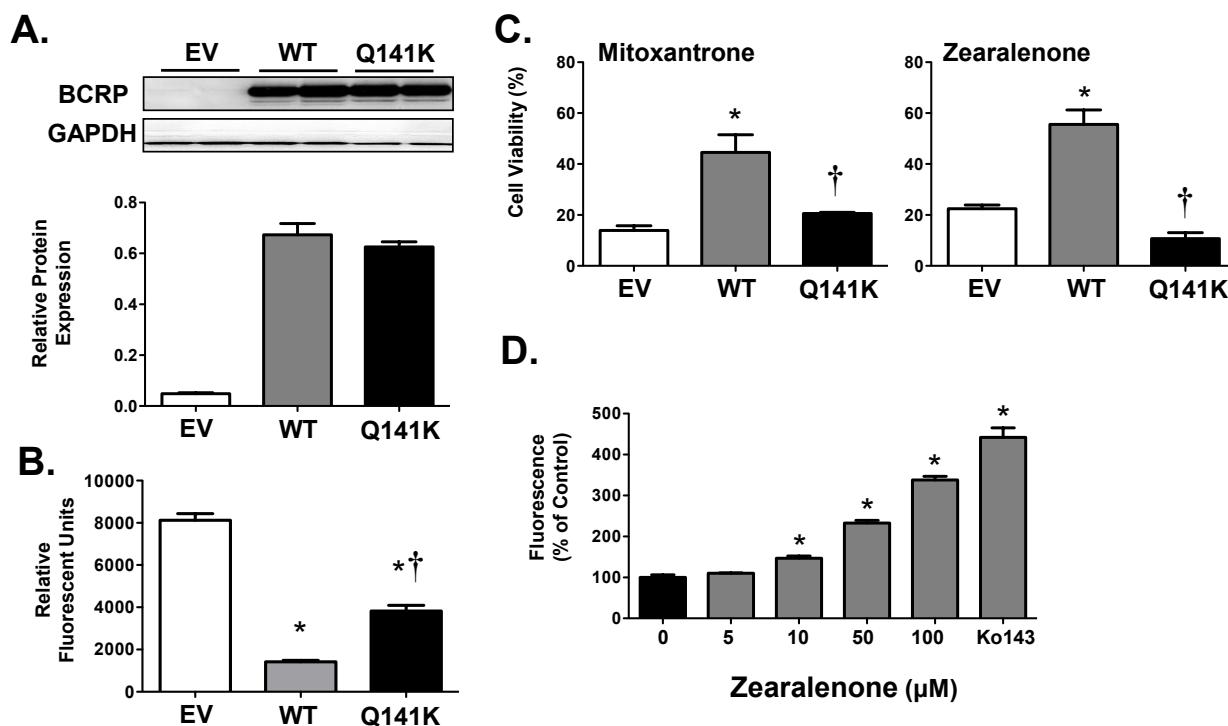 A.
EV WT Q141K
BCRP
GAPDH
Relative Protein
Expression
0.8
0.6
0.4
0.2
0.0
EV WT Q141K
B.
Relative
Fluorescent Units
10000
8000
6000
4000
2000
0
*
*†
EV WT Q141K
C.
Mitoxantrone
Cell Viability (%)
80
60
40
20
0
*
†
EV WT Q141K
Zearalenone
80
60
40
20
0
*
†
EV WT Q141K
D.
Fluorescence
(% of Control)
500
400
300
200
100
0
* * * *
0 5 10 50 100 Ko143
Zearalenone (µM)